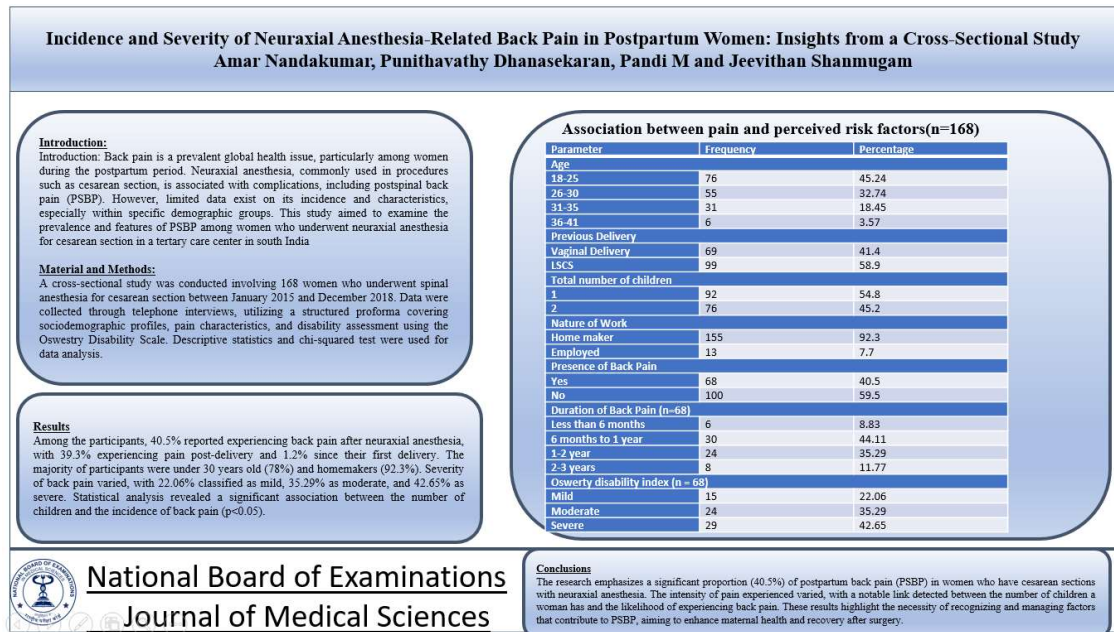 Incidence and Severity of Neuraxial Anesthesia-Related Back Pain in Postpartum Women: Insights from a Cross-Sectional Study
Amar Nandakumar, Punithavathy Dhanasekaran, Pandi M and Jeevithan Shanmugam
Introduction:
Introduction: Back pain is a prevalent global health issue, particularly among women
during the postpartum period. Neuraxial anesthesia, commonly used in procedures
such as cesarean section, is associated with complications, including postspinal back
pain (PSBP). However, limited data exist on its incidence and characteristics,
especially within specific demographic groups. This study aimed to examine the
prevalence and features of PSBP among women who underwent neuraxial anesthesia
for cesarean section in a tertiary care center in south India
Material and Methods:
A cross-sectional study was conducted involving 168 women who underwent spinal
anesthesia for cesarean section between January 2015 and December 2018. Data were
collected through telephone interviews, utilizing a structured proforma covering
sociodemographic profiles, pain characteristics, and disability assessment using the
Oswestry Disability Scale. Descriptive statistics and chi-squared test were used for
data analysis.
Results
Among the participants, 40.5% reported experiencing back pain after neuraxial anesthesia,
with 39.3% experiencing pain post-delivery and 1.2% since their first delivery. The
majority of participants were under 30 years old (78%) and homemakers (92.3%). Severity
of back pain varied, with 22.06% classified as mild, 35.29% as moderate, and 42.65% as
severe. Statistical analysis revealed a significant association between the number of
children and the incidence of back pain (p<0.05).
Association between pain and perceived risk factors(n=168)
Parameter Frequency Percentage
Age
18-25 76 45.24
26-30 55 32.74
31-35 31 18.45
36-41 6 3.57
Previous Delivery
Vaginal Delivery 69 41.4
LSCS 99 58.9
Total number of children
1 92 54.8
2 76 45.2
Nature of Work
Home maker 155 92.3
Employed 13 7.7
Presence of Back Pain
Yes 68 40.5
No 100 59.5
Duration of Back Pain (n=68)
Less than 6 months 6 8.83
6 months to 1 year 30 44.11
1-2 year 24 35.29
2-3 years 8 11.77
Oswerty disability index (n = 68)
Mild 15 22.06
Moderate 24 35.29
Severe 29 42.65
National Board of Examinations
Journal of Medical Sciences
Conclusions
The research emphasizes a significant proportion (40.5%) of postpartum back pain (PSBP) in women who have cesarean sections
with neuraxial anesthesia. The intensity of pain experienced varied, with a notable link detected between the number of children a
woman has and the likelihood of experiencing back pain. These results highlight the necessity of recognizing and managing factors
that contribute to PSBP, aiming to enhance maternal health and recovery after surgery.